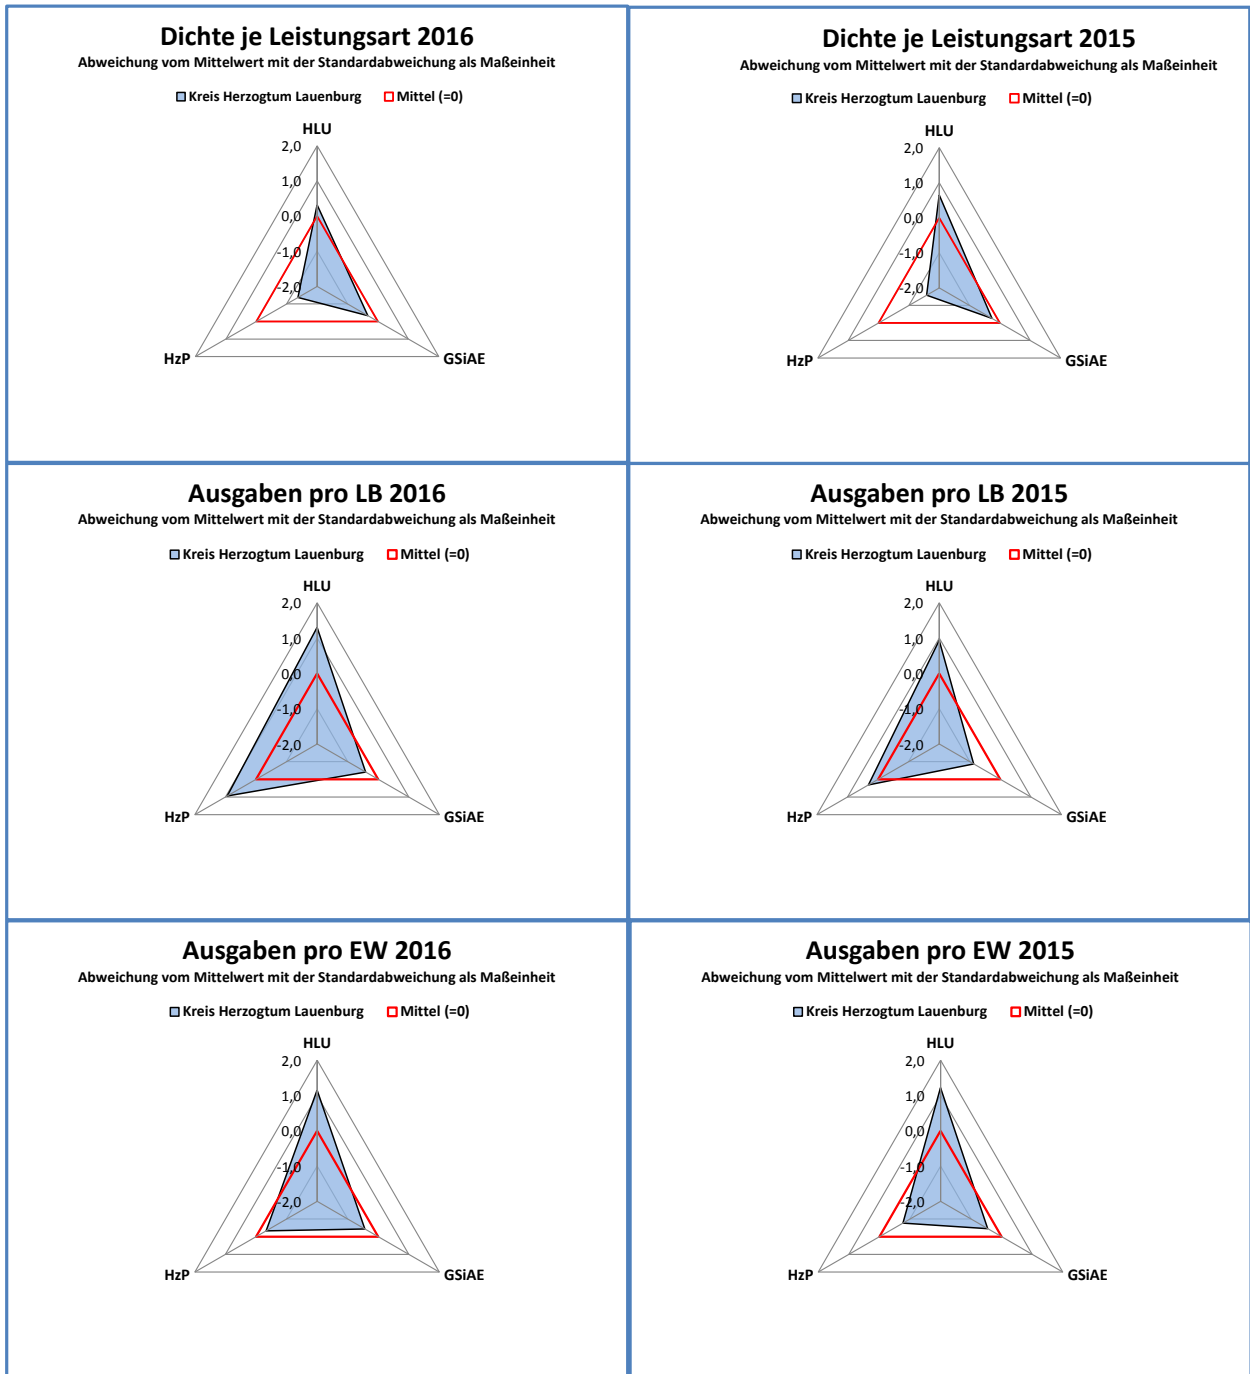 Dichte je Leistungsart 2016
Abweichung vom Mittelwert mit der Standardabweichung als Maßeinheit
Kreis Herzogtum Lauenburg Mittel (=0)
HLU
2,0
1,0
0,0
-1,0
-2,0
HzP GSiAE
Dichte je Leistungsart 2015
Abweichung vom Mittelwert mit der Standardabweichung als Maßeinheit
Kreis Herzogtum Lauenburg Mittel (=0)
HLU
2,0
1,0
0,0
-1,0
-2,0
HzP GSiAE
Ausgaben pro LB 2016
Abweichung vom Mittelwert mit der Standardabweichung als Maßeinheit
Kreis Herzogtum Lauenburg Mittel (=0)
HLU
2,0
1,0
0,0
-1,0
-2,0
HzP GSiAE
Ausgaben pro LB 2015
Abweichung vom Mittelwert mit der Standardabweichung als Maßeinheit
Kreis Herzogtum Lauenburg Mittel (=0)
HLU
2,0
1,0
0,0
-1,0
-2,0
HzP GSiAE
Ausgaben pro EW 2016
Abweichung vom Mittelwert mit der Standardabweichung als Maßeinheit
Kreis Herzogtum Lauenburg Mittel (=0)
HLU
2,0
1,0
0,0
-1,0
-2,0
HzP GSiAE
Ausgaben pro EW 2015
Abweichung vom Mittelwert mit der Standardabweichung als Maßeinheit
Kreis Herzogtum Lauenburg Mittel (=0)
HLU
2,0
1,0
0,0
-1,0
-2,0
HzP GSiAE